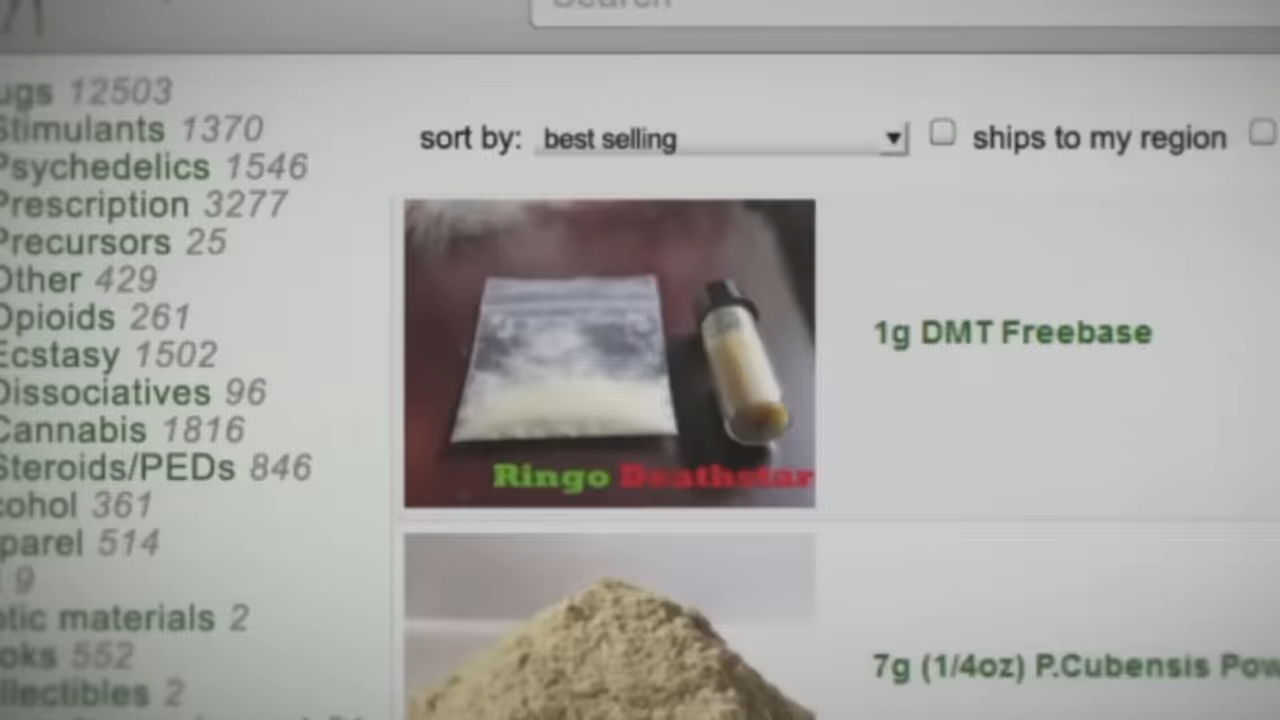 Search
ugs 12503
Stimulants 1370
Psychedelics 1546
Prescription 3277
Precursors 25
Other 429
Opioids 261
Ecstasy 1502
Dissociatives 96
Cannabis 1816
Steroids/PEDs 846
cohol 361
parel 514
9
otic materials 2
oks 552
llectibles 2
sort by: best selling ships to my region
1g DMT Freebase
Ringo Deathstar
7g (1/4oz) P.Cubensis Pow